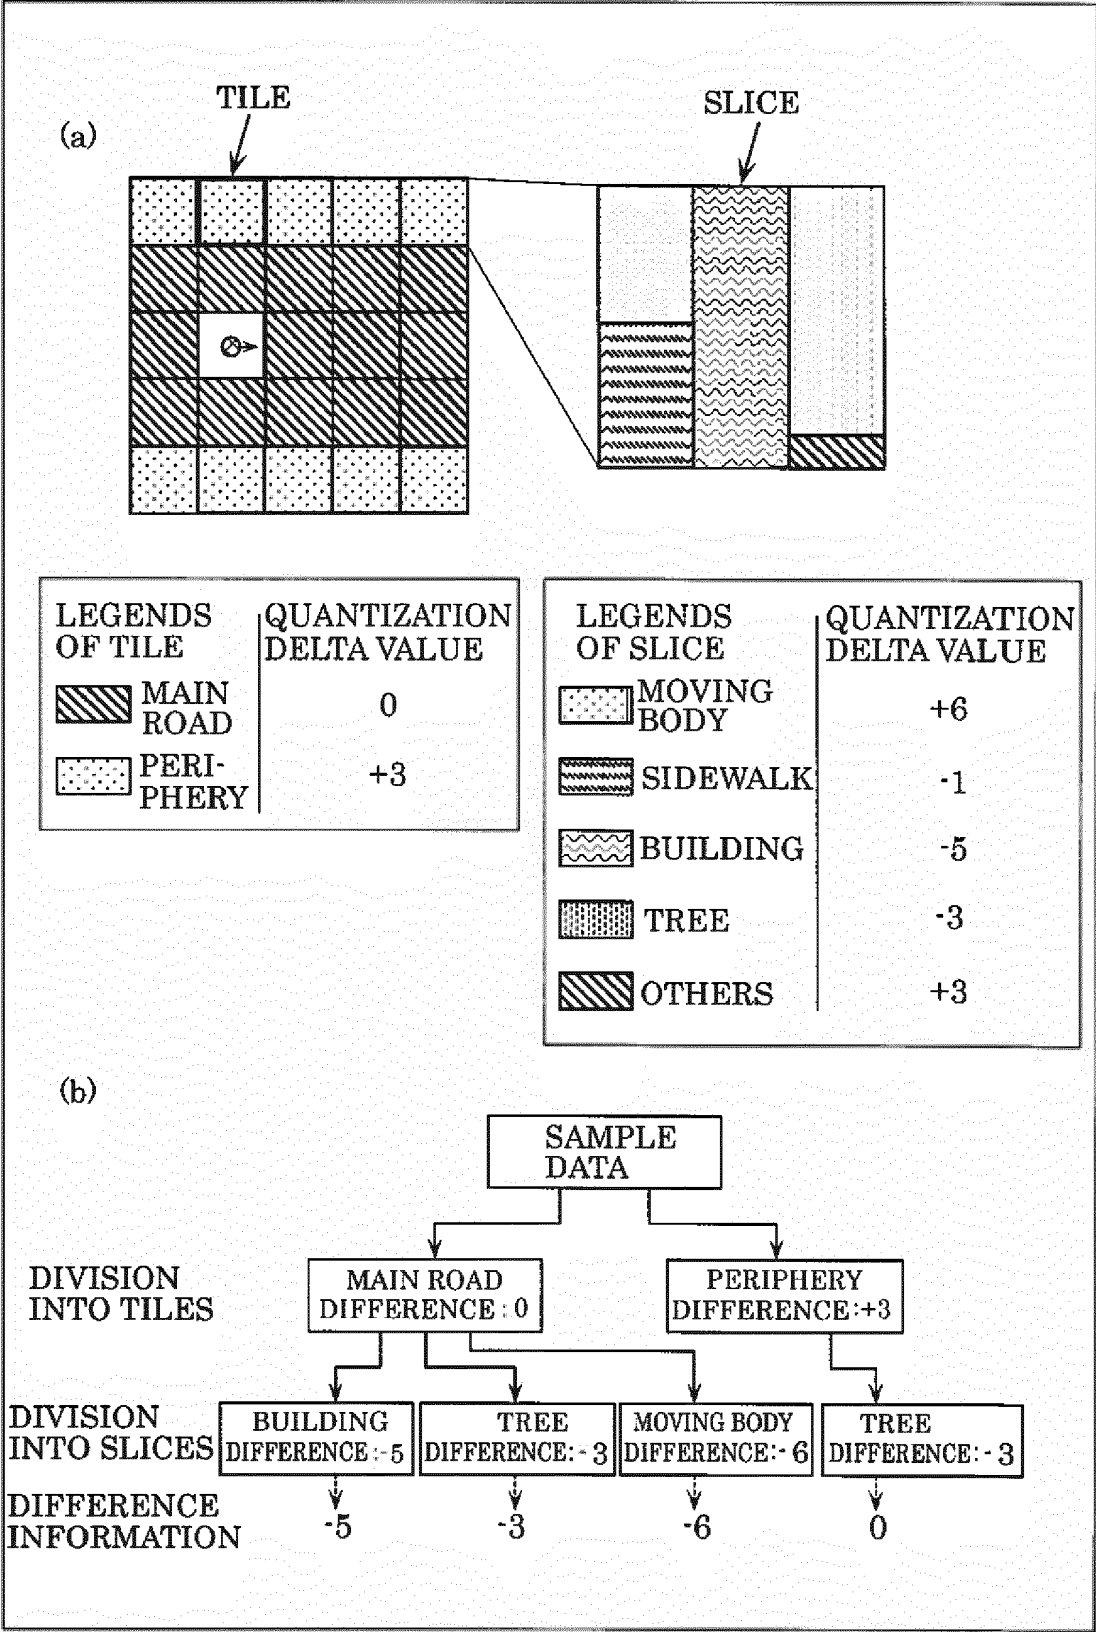 TILE
SLICE
(a)
LEGENDS
OF TILE
QUANTIZATION
DELTA VALUE
MAIN
ROAD
0
PERI-
PHERY
+3
LEGENDS
OF SLICE
QUANTIZATION
DELTA VALUE
MOVING
BODY
+6
SIDEWALK
-1
BUILDING
-5
TREE
-3
OTHERS
+3
(b)
SAMPLE
DATA
DIVISION
INTO TILES
MAIN ROAD
DIFFERENCE: 0
PERIPHERY
DIFFERENCE:+3
DIVISION
INTO SLICES
BUILDING
DIFFERENCE:-5
TREE
DIFFERENCE:-3
MOVING BODY
DIFFERENCE:-6
TREE
DIFFERENCE:-3
DIFFERENCE
INFORMATION
-5
-3
-6
0